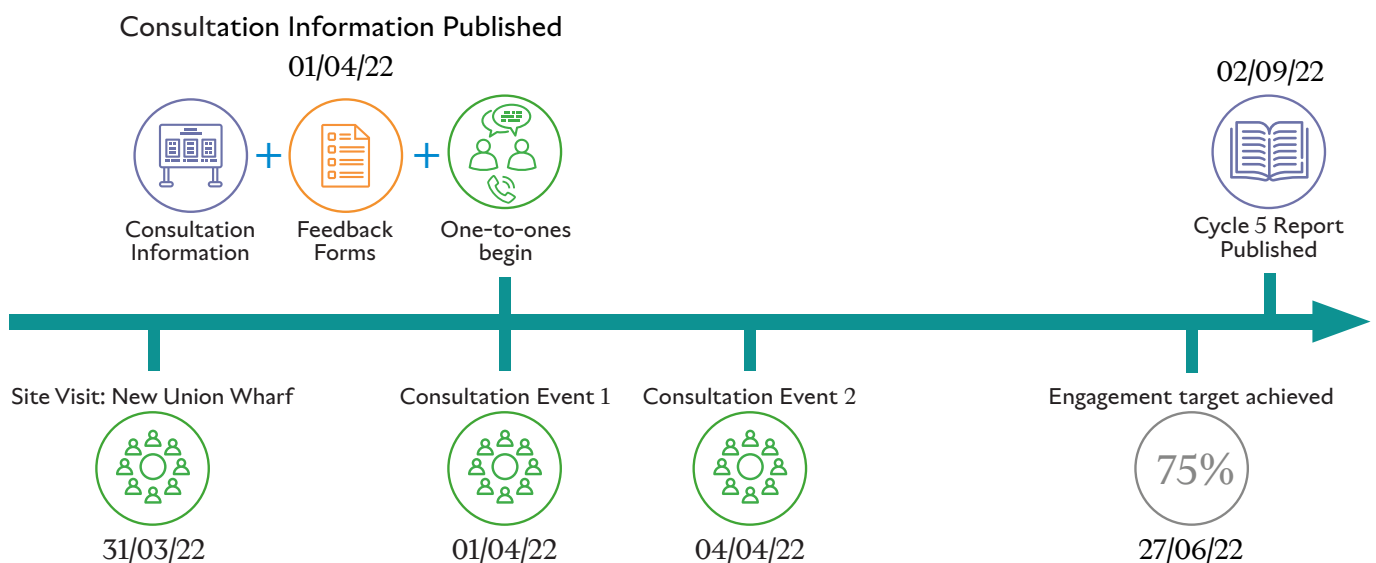 Consultation Information Published
01/04/22
02/09/22
+
+
Consultation
Information
Feedback
Forms
One-to-ones
begin
Cycle 5 Report
Published
Site Visit: New Union Wharf
Consultation Event 1
Consultation Event 2
Engagement target achieved
75%
31/03/22
01/04/22
04/04/22
27/06/22